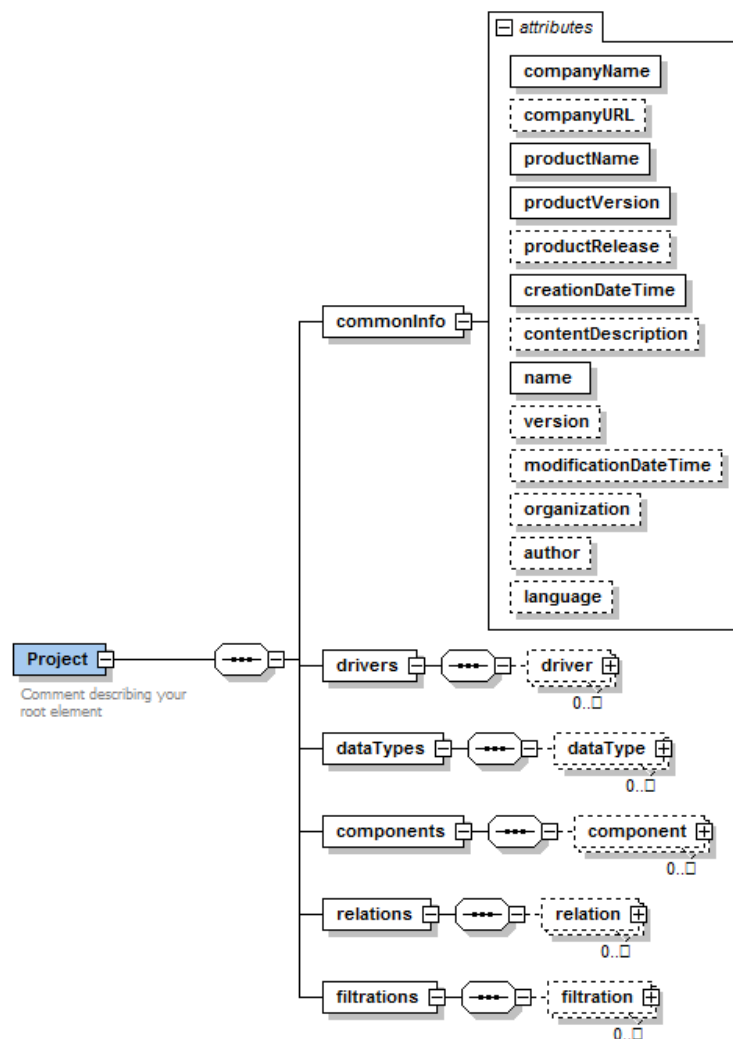 attributes
companyName
companyURL
productName
productVersion
productRelease
creationDateTime
commonInfo
contentDescription
name
version
modificationDateTime
organization
author
language
Project
Comment describing your
root element
drivers
driver
0..□
dataTypes
dataType
0..□
components
component
0..□
relations
relation
0..□
filtrations
filtration
0..□